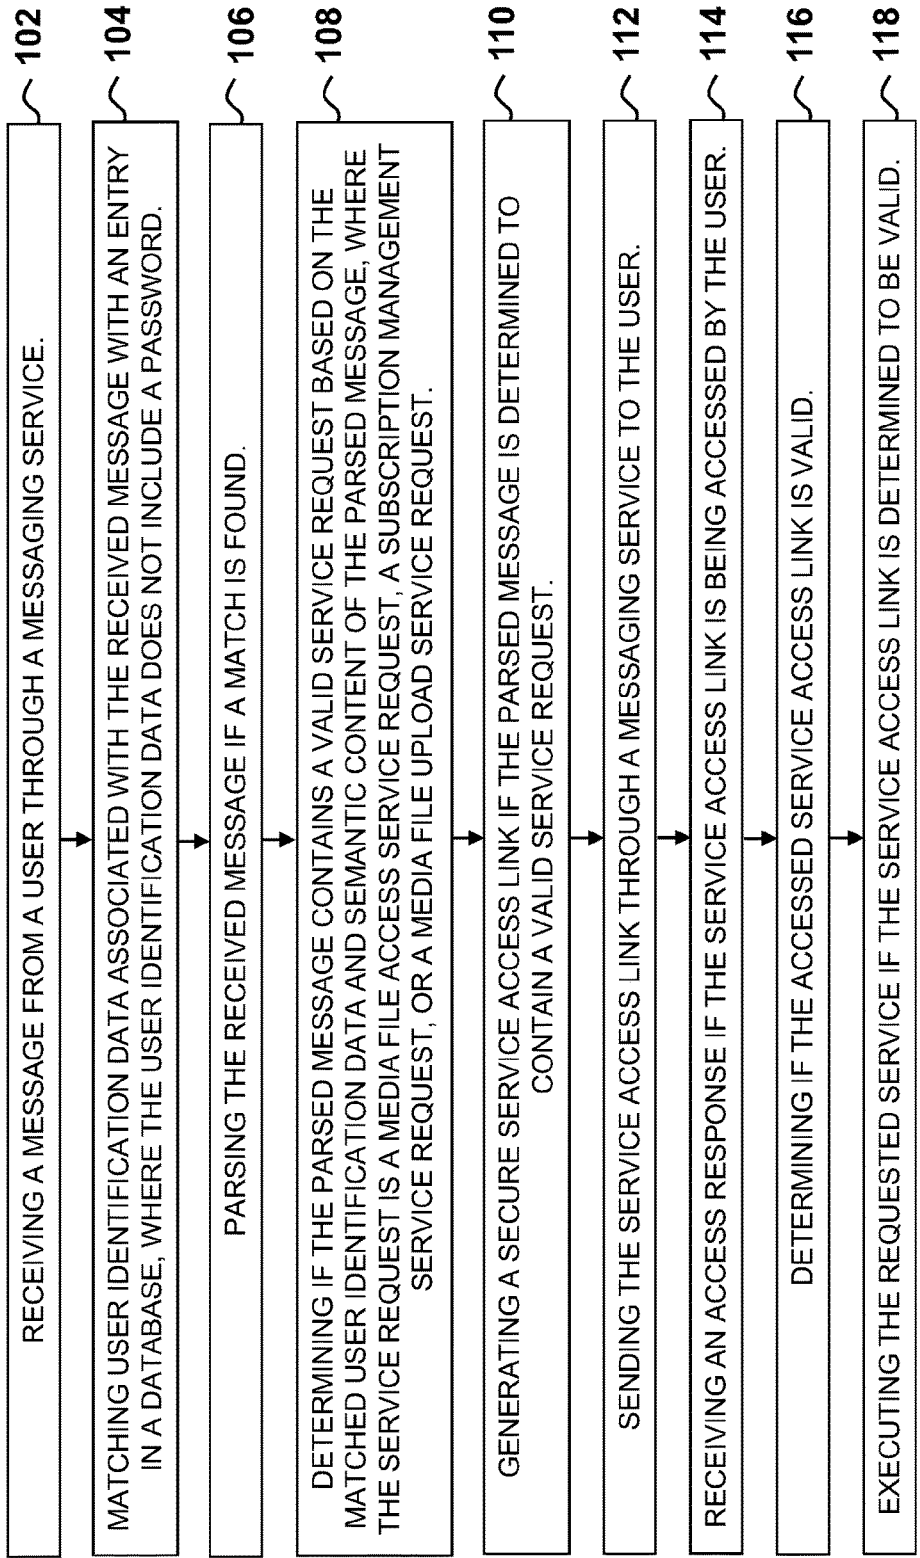 RECEIVING A MESSAGE FROM A USER THROUGH A MESSAGING SERVICE.
102
MATCHING USER IDENTIFICATION DATA ASSOCIATED WITH THE RECEIVED MESSAGE WITH AN ENTRY
IN A DATABASE, WHERE THE USER IDENTIFICATION DATA DOES NOT INCLUDE A PASSWORD.
104
PARSING THE RECEIVED MESSAGE IF A MATCH IS FOUND.
106
DETERMINING IF THE PARSED MESSAGE CONTAINS A VALID SERVICE REQUEST BASED ON THE
MATCHED USER IDENTIFICATION DATA AND SEMANTIC CONTENT OF THE PARSED MESSAGE, WHERE
THE SERVICE REQUEST IS A MEDIA FILE ACCESS SERVICE REQUEST, A SUBSCRIPTION MANAGEMENT
SERVICE REQUEST, OR A MEDIA FILE UPLOAD SERVICE REQUEST.
108
GENERATING A SECURE SERVICE ACCESS LINK IF THE PARSED MESSAGE IS DETERMINED TO
CONTAIN A VALID SERVICE REQUEST.
110
SENDING THE SERVICE ACCESS LINK THROUGH A MESSAGING SERVICE TO THE USER.
112
RECEIVING AN ACCESS RESPONSE IF THE SERVICE ACCESS LINK IS BEING ACCESSED BY THE USER.
114
DETERMINING IF THE ACCESSED SERVICE ACCESS LINK IS VALID.
116
EXECUTING THE REQUESTED SERVICE IF THE SERVICE ACCESS LINK IS DETERMINED TO BE VALID.
118